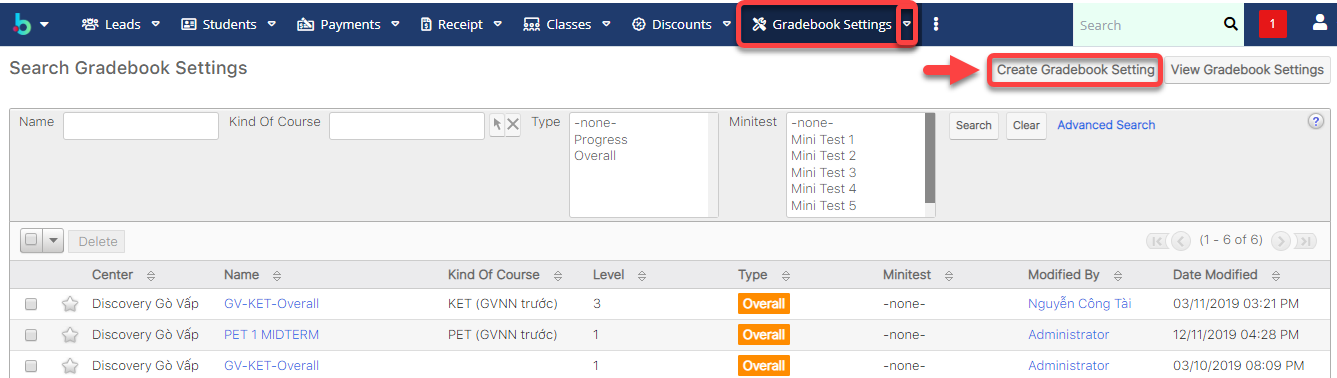 Leads Students Payments Receipt Classes Discounts Gradebook Settings Search 1
Search Gradebook Settings Create Gradebook Setting View Gradebook Settings
Name Kind Of Course Type -none- Minitest -none- Search Clear Advanced Search ?
Progress Mini Test 1
Overall Mini Test 2
Mini Test 3
Mini Test 4
Mini Test 5
Delete (1 - 6 of 6)
Center Name Kind Of Course Level Type Minitest Modified By Date Modified
Discovery Gò Vấp GV-KET-Overall KET (GVNN trước) 3 Overall -none- Nguyễn Công Tài 03/11/2019 03:21 PM
Discovery Gò Vấp PET 1 MIDTERM PET (GVNN trước) 1 Overall -none- Administrator 12/11/2019 04:28 PM
Discovery Gò Vấp GV-KET-Overall 1 Overall -none- Administrator 03/10/2019 08:09 PM